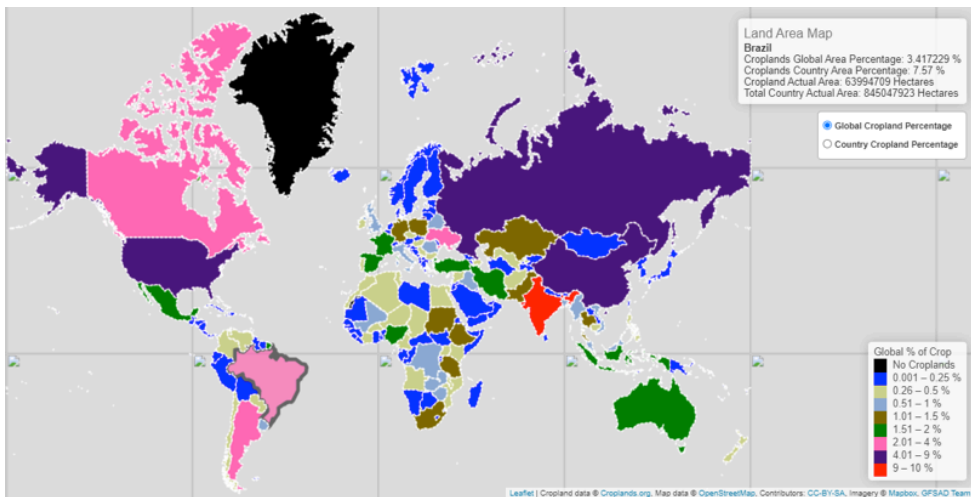 Land Area Map
Brazil
Croplands Global Area Percentage: 3.417229 %
Croplands Country Area Percentage: 7.57 %
Cropland Actual Area: 63994709 Hectares
Total Country Actual Area: 845047923 Hectares
Global Cropland Percentage
Country Cropland Percentage
Global % of Crop
No Croplands
0.001 – 0.25 %
0.26 – 0.5 %
0.51 – 1 %
1.01 – 1.5 %
1.51 – 2 %
2.01 – 4 %
4.01 – 9 %
9 – 10 %
Leaflet | Cropland data © Croplands.org, Map data © OpenStreetMap, Contributors: CC-BY-SA, Imagery © Mapbox, GFSAD Team